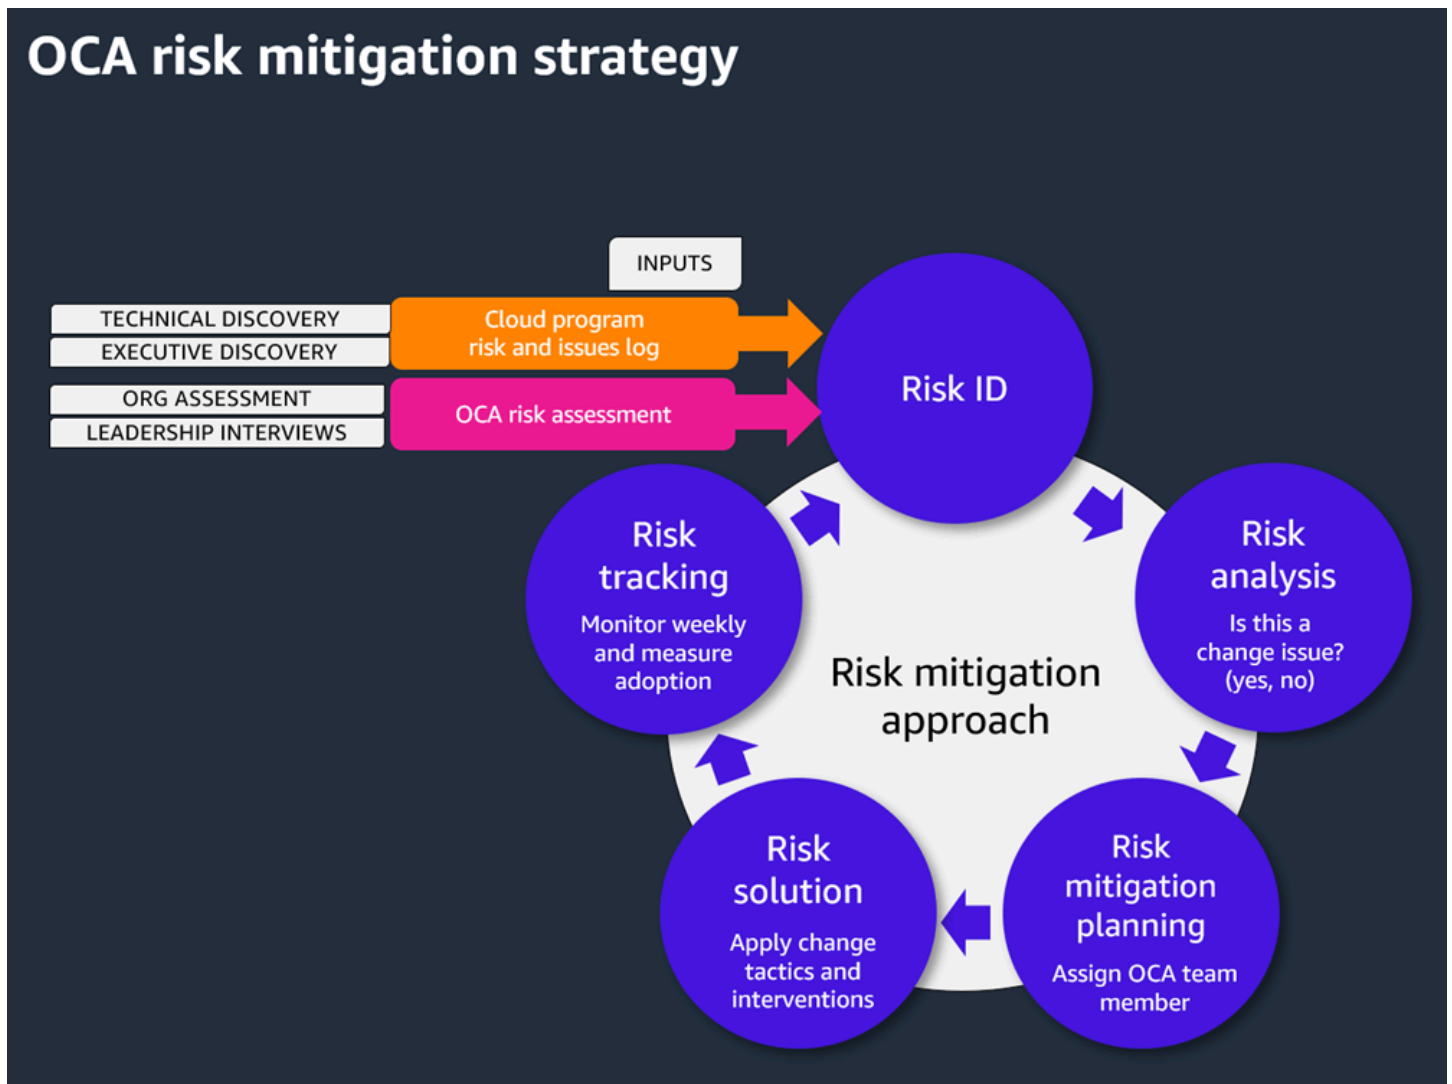 OCA risk mitigation strategy
INPUTS
TECHNICAL DISCOVERY
EXECUTIVE DISCOVERY
Cloud program
risk and issues log
ORG ASSESSMENT
LEADERSHIP INTERVIEWS
OCA risk assessment
Risk ID
Risk
analysis
Is this a
change issue?
(yes, no)
Risk
mitigation
planning
Assign OCA team
member
Risk
solution
Apply change
tactics and
interventions
Risk
tracking
Monitor weekly
and measure
adoption
Risk mitigation
approach